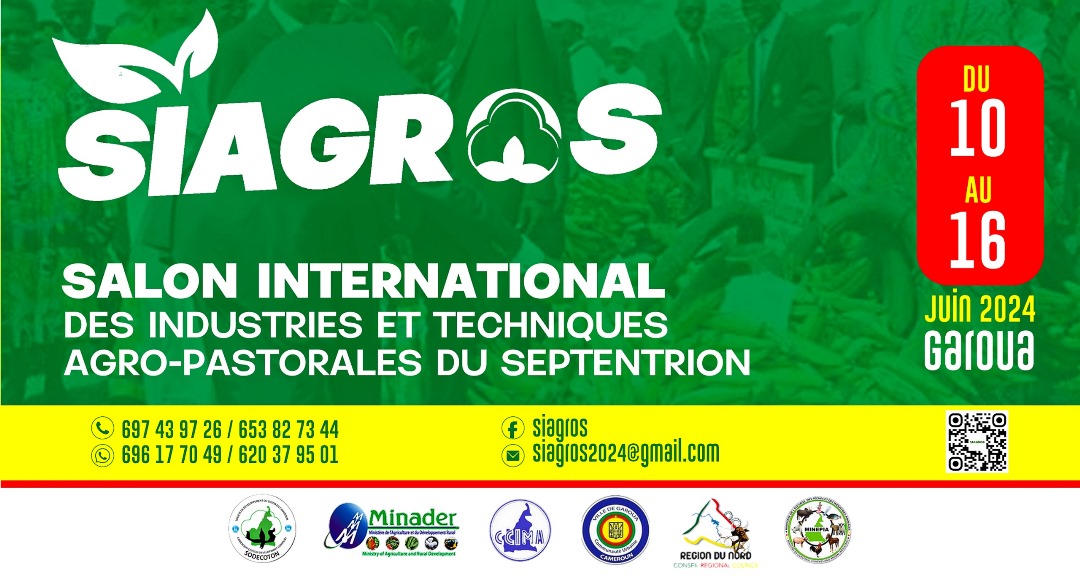 SIAGROS
SALON INTERNATIONAL
DES INDUSTRIES ET TECHNIQUES
AGRO-PASTORALES DU SEPTENTRION
DU
10
AU
16
Juin 2024
Garoua
697 43 97 26 / 653 82 73 44
696 17 70 49 / 620 37 95 01
siagros
siagros2024@gmail.com
SODECOTON
Minader
Ministère de l'Agriculture et du Développement Rural
Ministry of Agriculture and Rural Development
CCIMA
VILLE DE GAROUA
Communauté Urbaine
CAMEROUN
REGION DU NORD
CONSEIL REGIONAL COUNCIL
MINEPIA